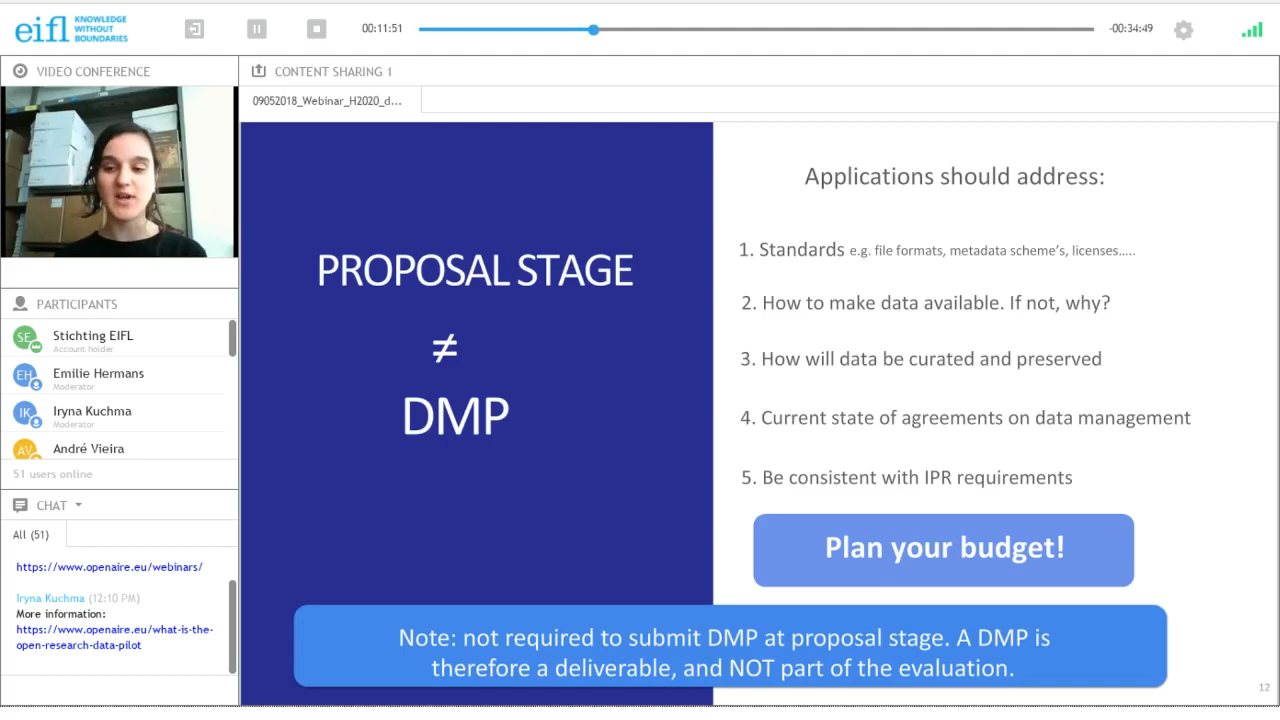 eifl KNOWLEDGE
WITHOUT
BOUNDARIES
00:11:51
-00:34:49
VIDEO CONFERENCE
CONTENT SHARING 1
09052018_Webinar_H2020_d...
PROPOSAL STAGE
≠
DMP
Applications should address:
1. Standards e.g. file formats, metadata scheme's, licenses.....
2. How to make data available. If not, why?
3. How will data be curated and preserved
4. Current state of agreements on data management
5. Be consistent with IPR requirements
Plan your budget!
Note: not required to submit DMP at proposal stage. A DMP is
therefore a deliverable, and NOT part of the evaluation.
12
PARTICIPANTS
SE Stichting EIFL
Account holder
EH Emilie Hermans
Moderator
IK Iryna Kuchma
Moderator
AV André Vieira
51 users online
CHAT
All (51)
https://www.openaire.eu/webinars/
Iryna Kuchma (12:10 PM)
More information:
https://www.openaire.eu/what-is-the-
open-research-data-pilot